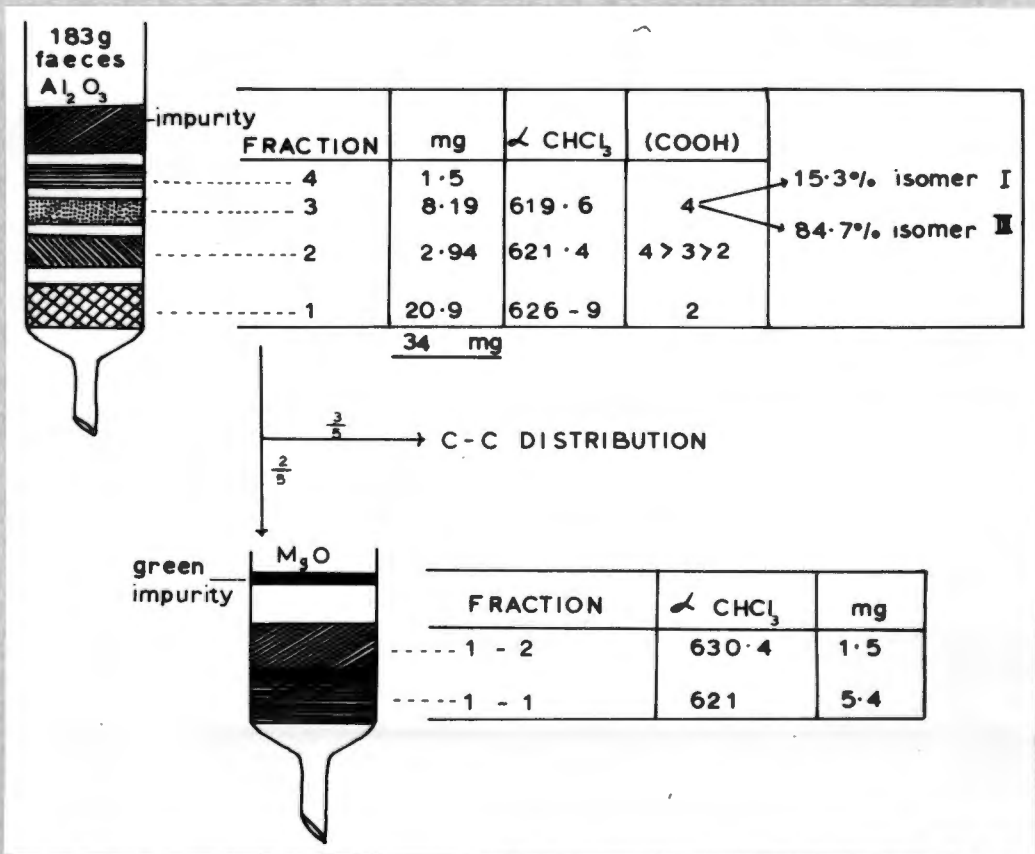 183g
faeces
Al2O3
impurity
FRACTION mg α CHCl3 (COOH)
4 1·5
3 8·19 619·6 4
15·3% isomer I
84·7% isomer III
2 2·94 621·4 4 > 3 > 2
1 20·9 626-9 2
34 mg
3/5
C-C DISTRIBUTION
2/5
MgO
green
impurity
FRACTION α CHCl3 mg
1 - 2 630·4 1·5
1 - 1 621 5·4